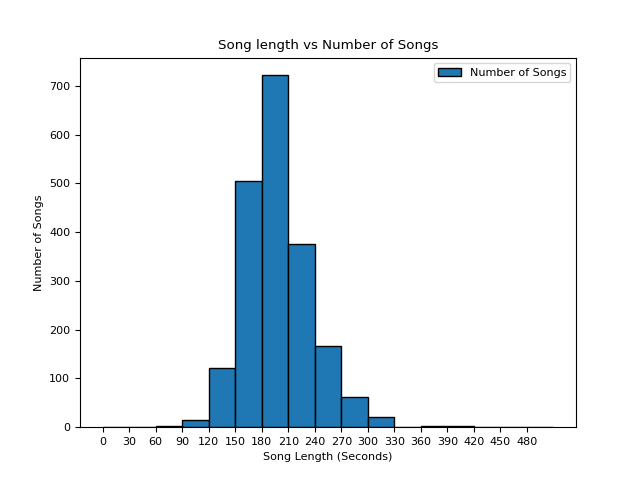 Song length vs Number of Songs
Number of Songs
700
600
500
400
300
200
100
0
Number of Songs
0 30 60 90 120 150 180 210 240 270 300 330 360 390 420 450 480
Song Length (Seconds)